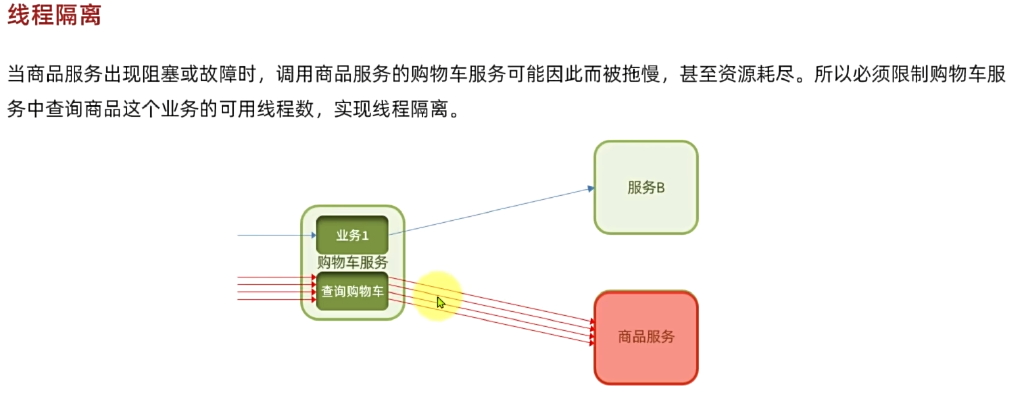 线程隔离
当商品服务出现阻塞或故障时，调用商品服务的购物车服务可能因此而被拖慢，甚至资源耗尽。所以必须限制购物车服
务中查询商品这个业务的可用线程数，实现线程隔离。
服务B
业务1
购物车服务
查询购物车
商品服务